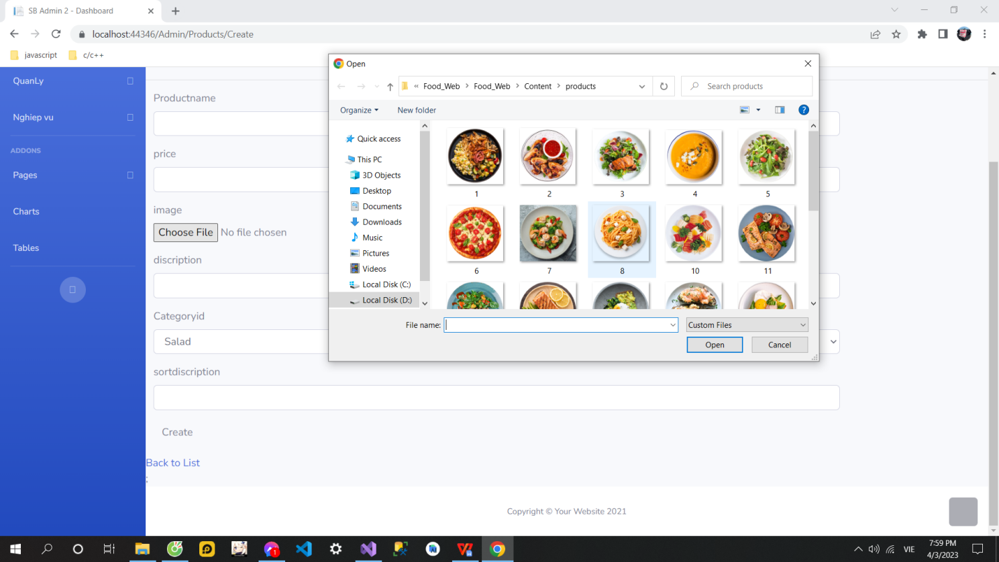 SB Admin 2 - Dashboard
localhost:44346/Admin/Products/Create
javascript
c/c++
QuanLy
Nghiep vu
ADDONS
Pages
Charts
Tables
Productname
price
image
Choose File No file chosen
discription
Categoryid
Salad
sortdiscription
Create
Back to List
;
Copyright © Your Website 2021
Open
« Food_Web > Food_Web > Content > products
Search products
Organize
New folder
Quick access
This PC
3D Objects
Desktop
Documents
Downloads
Music
Pictures
Videos
Local Disk (C:)
Local Disk (D:)
1 2 3 4 5
6 7 8 10 11
File name:
Custom Files
Open
Cancel
1
VIE
7:59 PM
4/3/2023